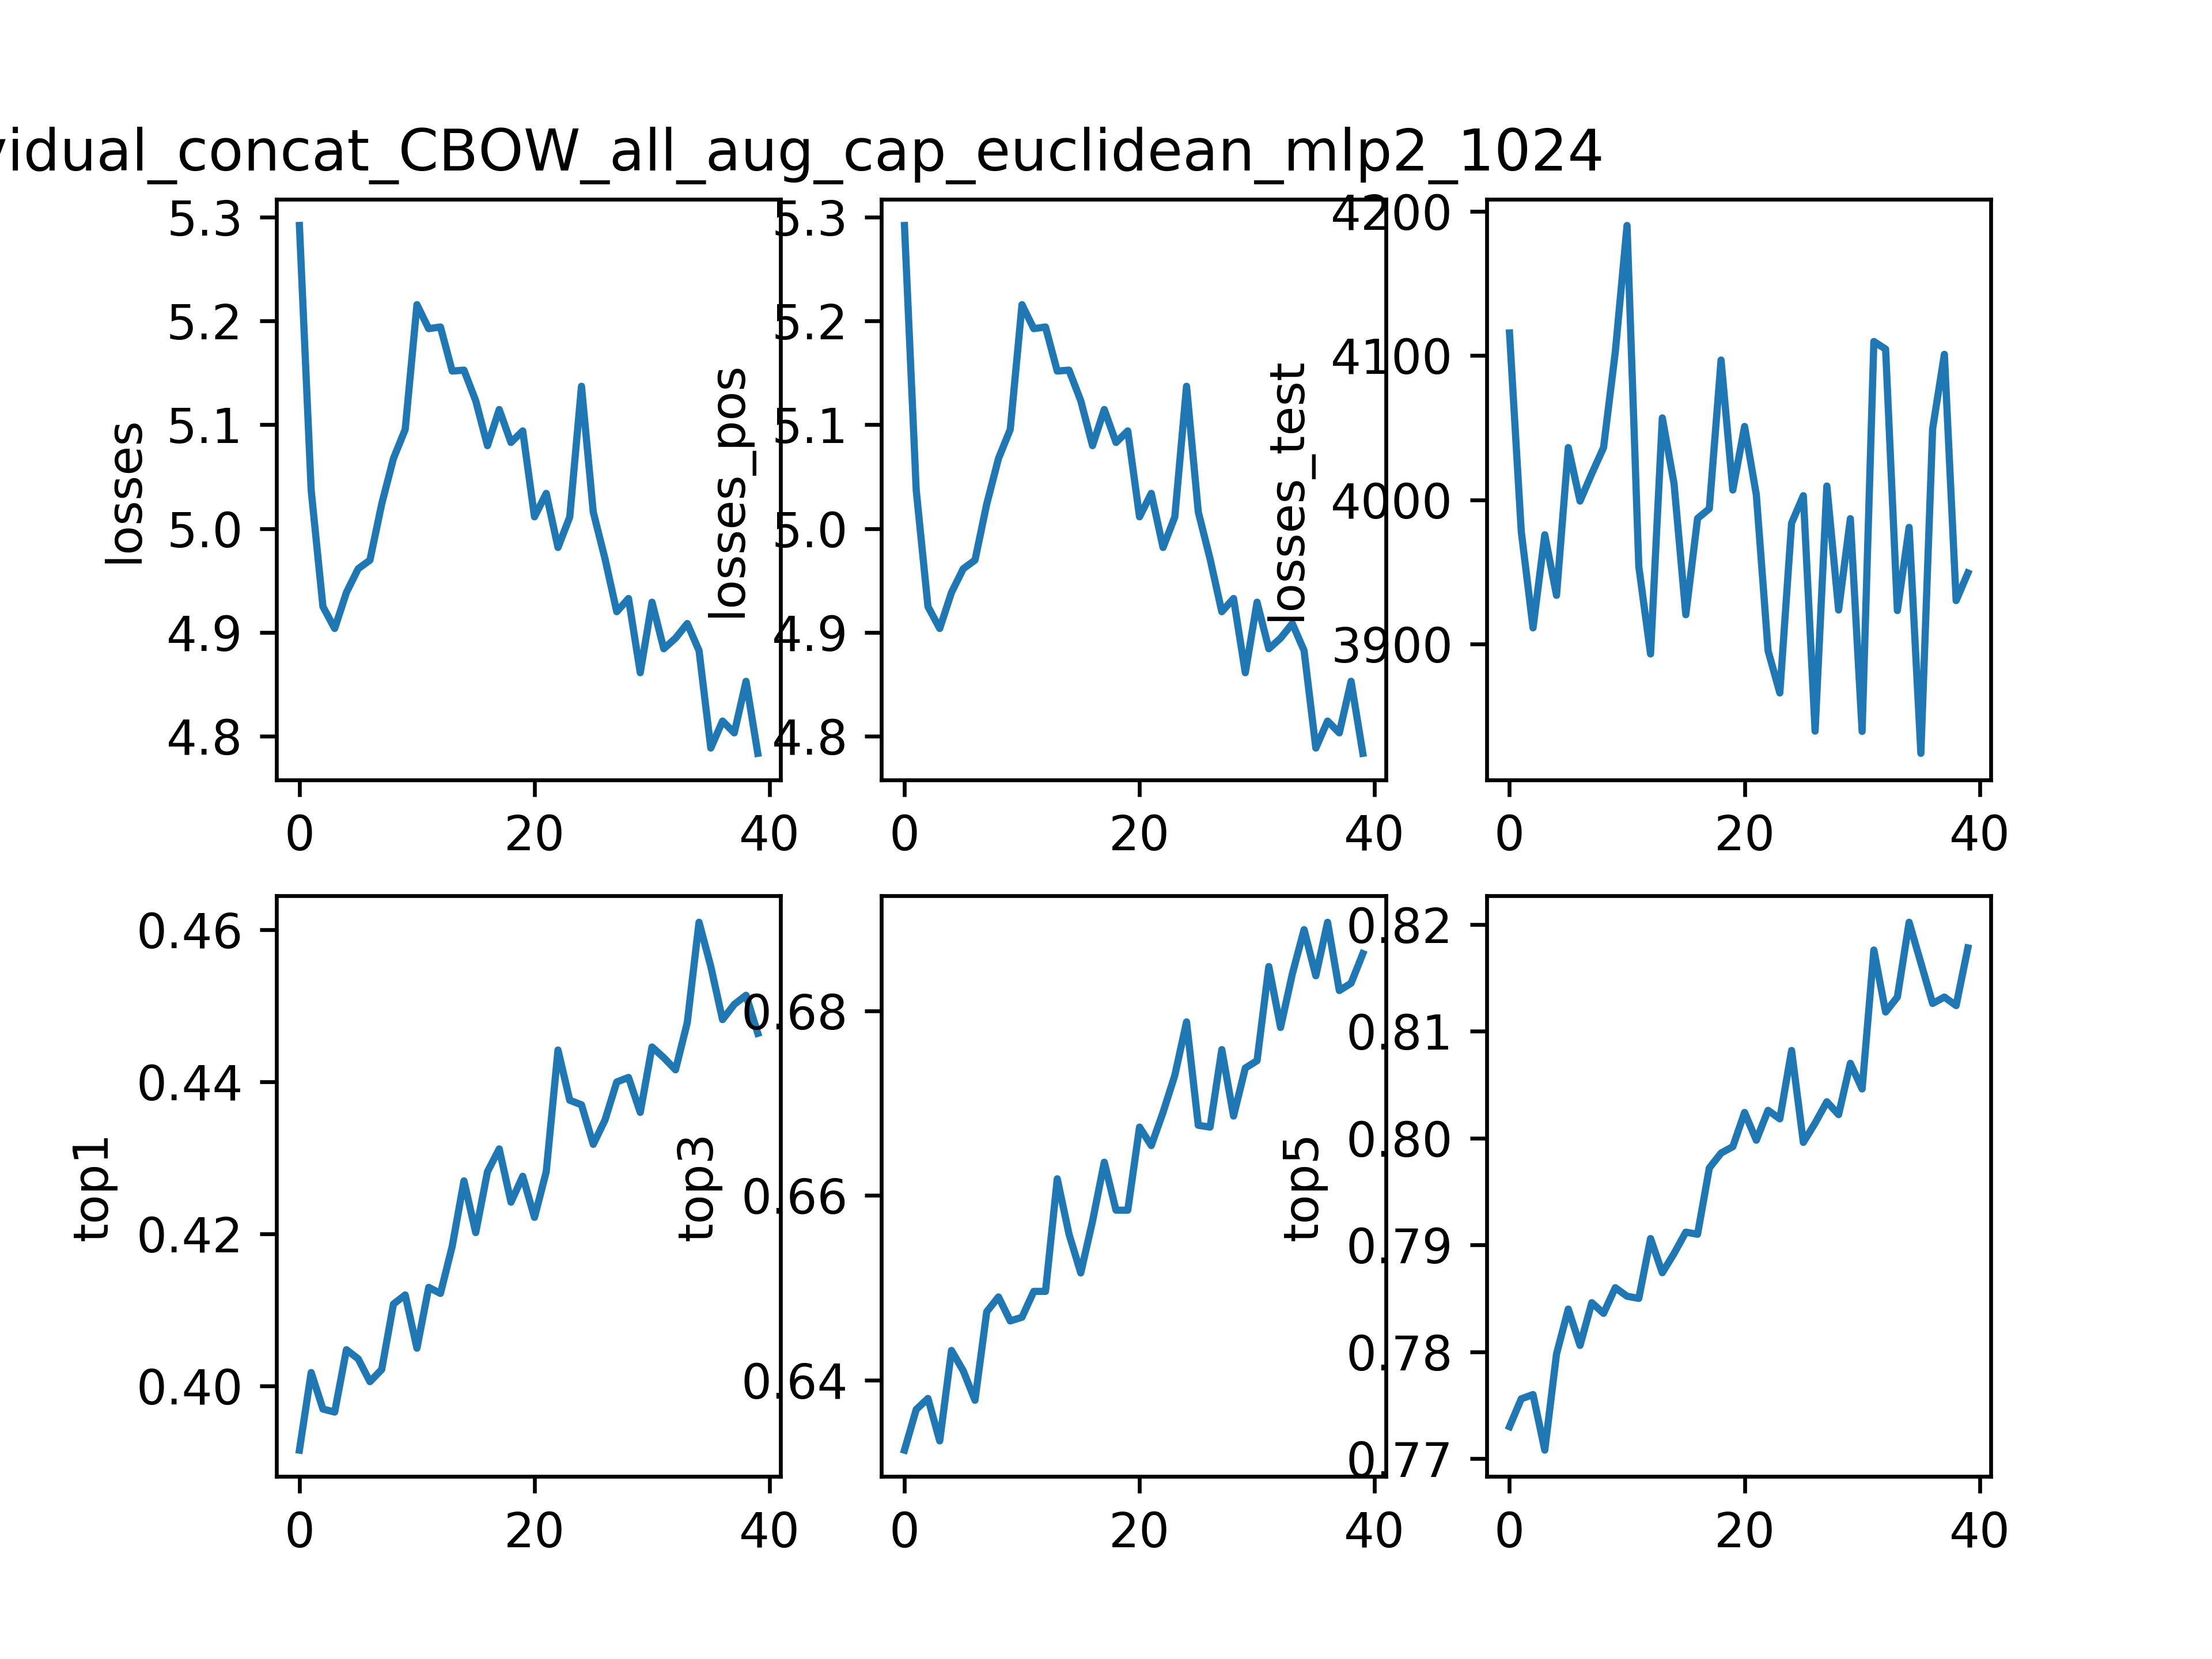 vidual_concat_CBOW_all_aug_cap_euclidean_mlp2_1024
losses
5.3
5.2
5.1
5.0
4.9
4.8
0 20 40
losses_pos
5.3
5.2
5.1
5.0
4.9
4.8
0 20 40
losses_test
4200
4100
4000
3900
0 20 40
top1
0.46
0.44
0.42
0.40
0 20 40
top3
0.68
0.66
0.64
0 20 40
top5
0.82
0.81
0.80
0.79
0.78
0.77
0 20 40